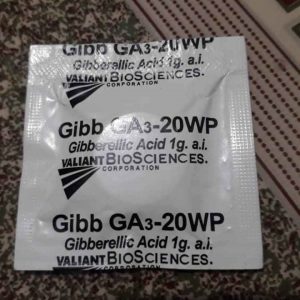 Gibb GA3-20WP
Gibberellic Acid 1g. a.i.
VALIANT BIOSCIENCES.
CORPORATION
Gibb GA3-20WP
Gibberellic Acid 1g. a.i.
VALIANT BIOSCIENCES.
CORPORATION
Gibb GA3-20WP
Gibberellic Acid 1g. a.i.
VALIANT BIOSCIENCES.
CORPORATION